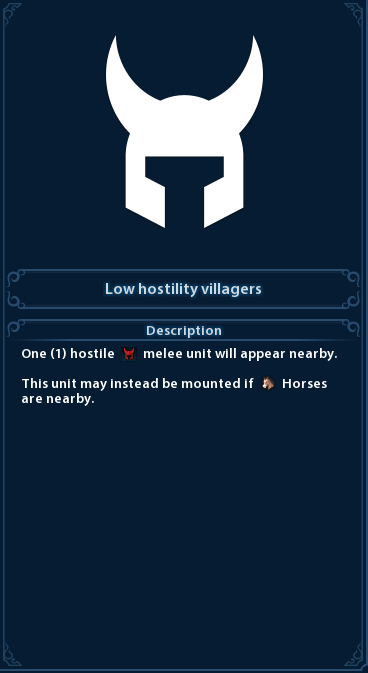 Low hostility villagers
Description
One (1) hostile melee unit will appear nearby.
This unit may instead be mounted if Horses
are nearby.